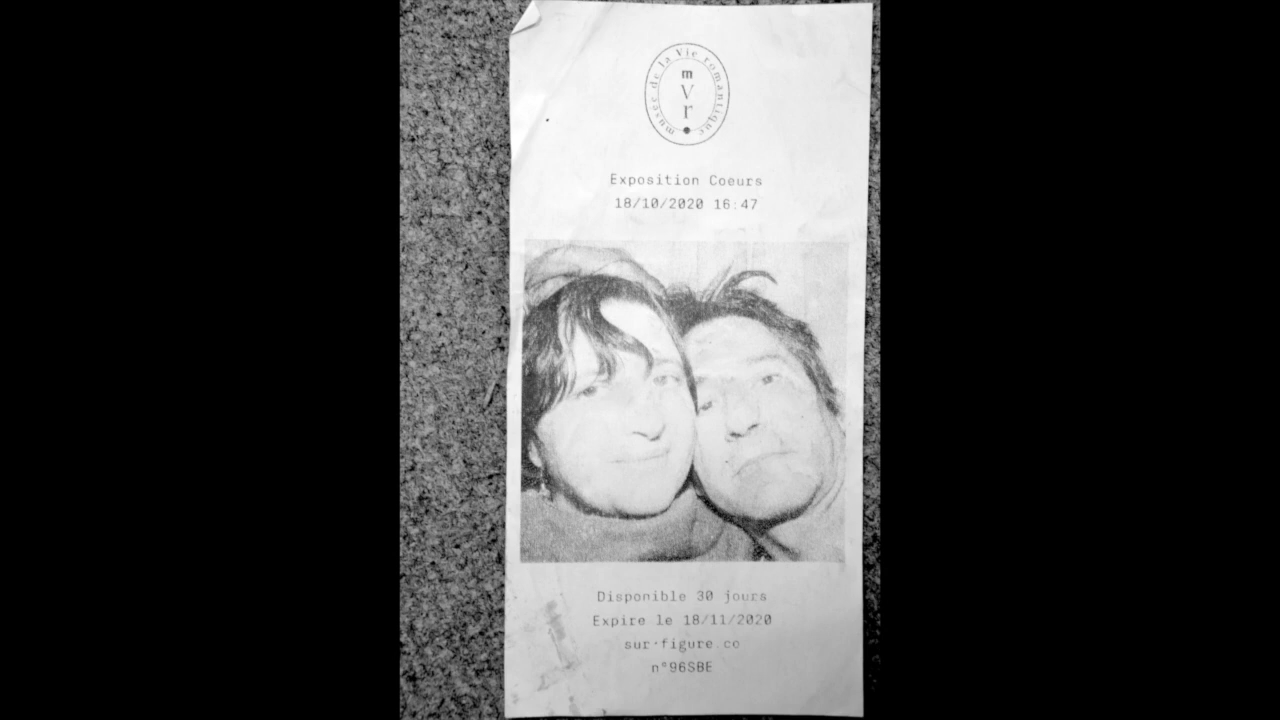 musée de la Vie romantique
m
v
r
Exposition Coeurs
18/10/2020 16:47
Disponible 30 jours
Expire le 18/11/2020
sur·figure.co
n°96SBE